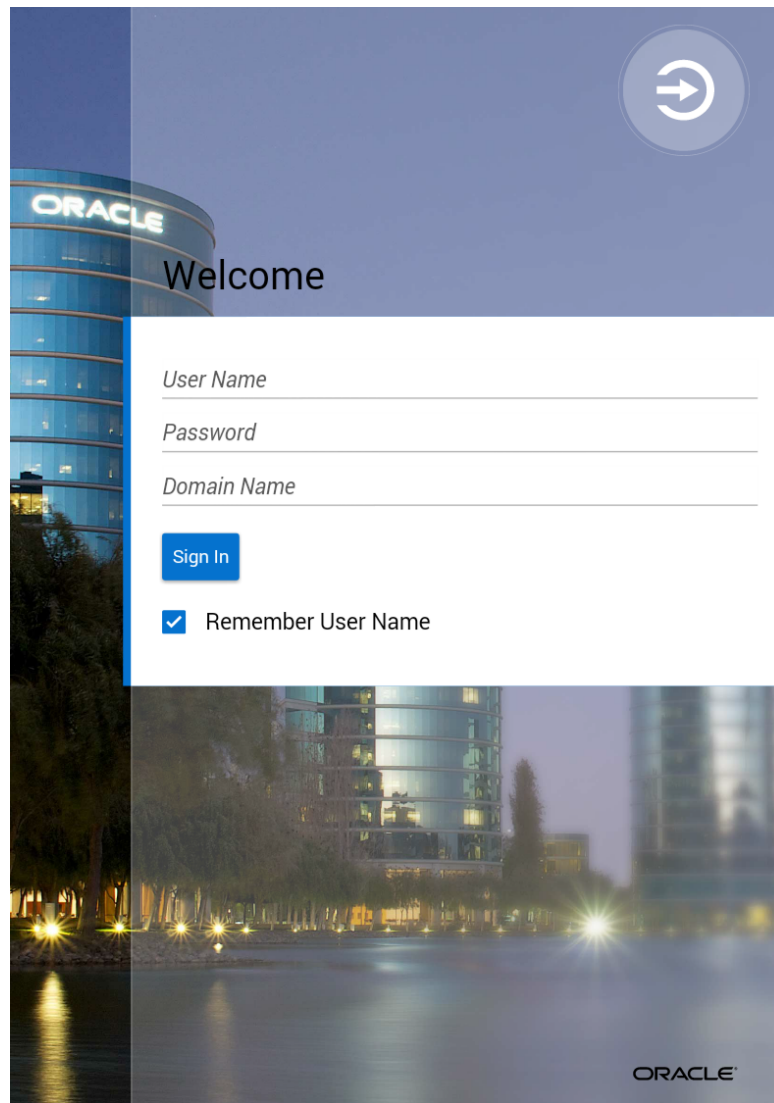 ORACLE
Welcome
User Name
Password
Domain Name
Sign In
Remember User Name
ORACLE